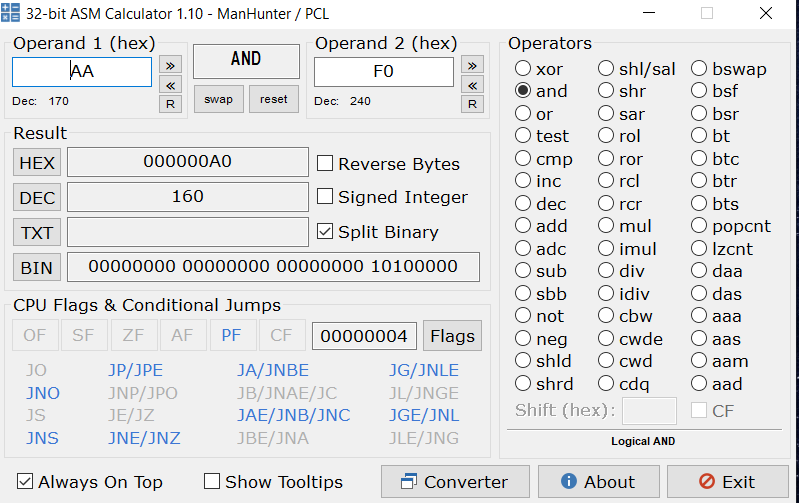 32-bit ASM Calculator 1.10 - ManHunter / PCL
Operand 1 (hex)
AA
»
«
R
Dec: 170
AND
swap reset
Operand 2 (hex)
F0
»
«
R
Dec: 240
Result
HEX 000000A0 Reverse Bytes
DEC 160 Signed Integer
TXT Split Binary
BIN 00000000 00000000 00000000 10100000
CPU Flags & Conditional Jumps
OF SF ZF AF PF CF 00000004 Flags
JO JP/JPE JA/JNBE JG/JNLE
JNO JNP/JPO JB/JNAE/JC JL/JNGE
JS JE/JZ JAE/JNB/JNC JGE/JNL
JNS JNE/JNZ JBE/JNA JLE/JNG
Operators
xor shl/sal bswap
and shr bsf
or sar bsr
test rol bt
cmp ror btc
inc rcl btr
dec rcr bts
add mul popcnt
adc imul lzcnt
sub div daa
sbb idiv das
not cbw aaa
neg cwde aas
shld cwd aam
shrd cdq aad
Shift (hex): CF
Logical AND
Always On Top Show Tooltips Converter About Exit